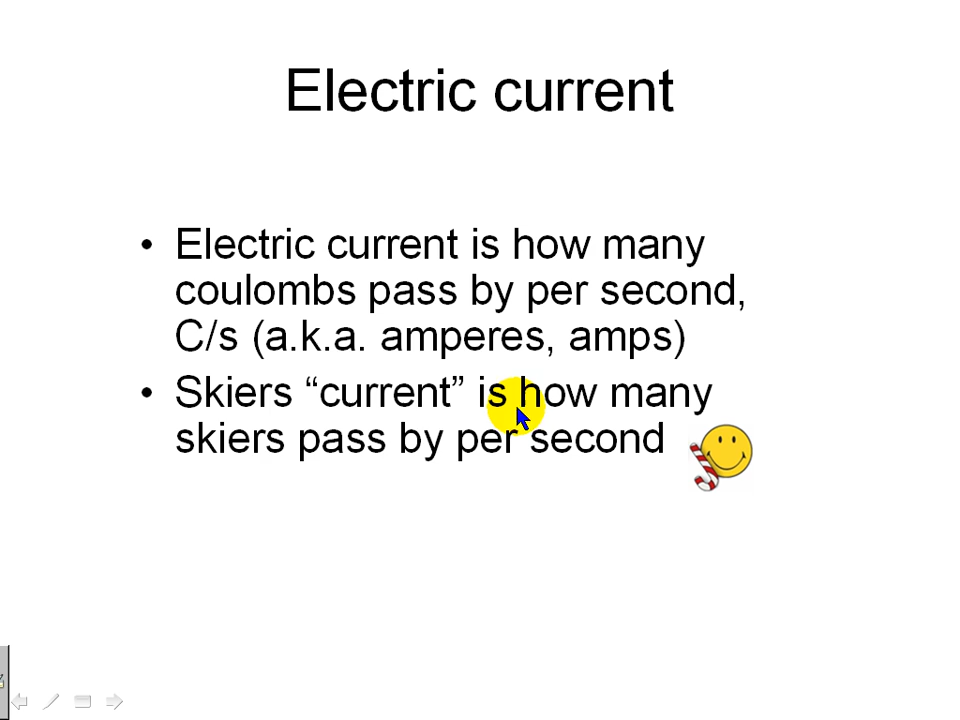 Electric current
• Electric current is how many
coulombs pass by per second,
C/s (a.k.a. amperes, amps)
• Skiers “current” is how many
skiers pass by per second